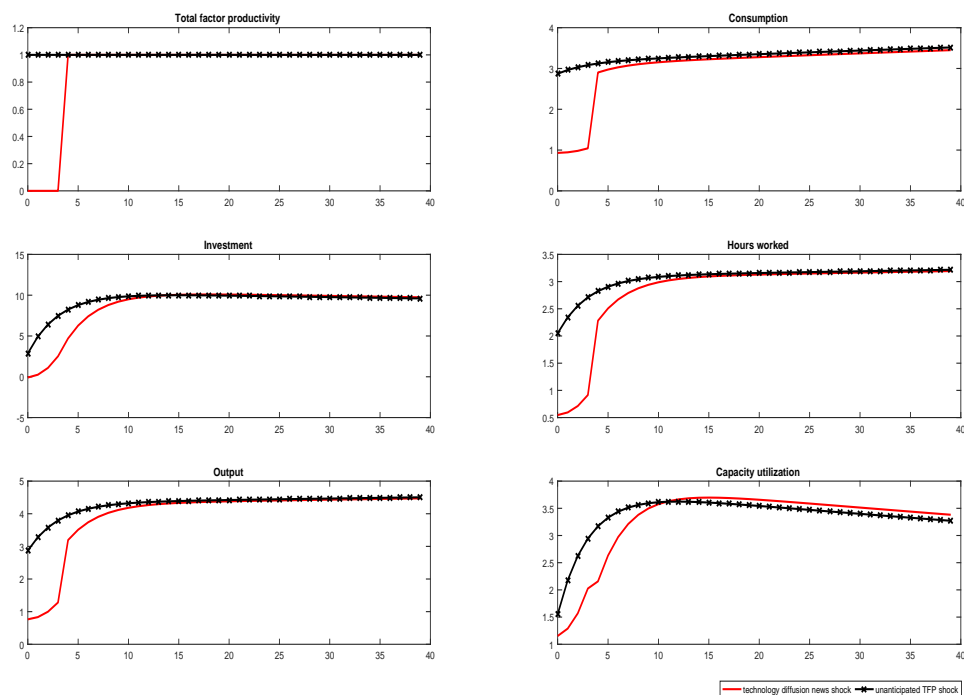 Total factor productivity
1.2
1
0.8
0.6
0.4
0.2
0
0 5 10 15 20 25 30 35 40
Consumption
4
3
2
1
0
0 5 10 15 20 25 30 35 40
Investment
15
10
5
0
-5
0 5 10 15 20 25 30 35 40
Hours worked
3.5
3
2.5
2
1.5
1
0.5
0 5 10 15 20 25 30 35 40
Output
5
4
3
2
1
0
0 5 10 15 20 25 30 35 40
Capacity utilization
4
3.5
3
2.5
2
1.5
1
0 5 10 15 20 25 30 35 40
technology diffusion news shock unanticipated TFP shock